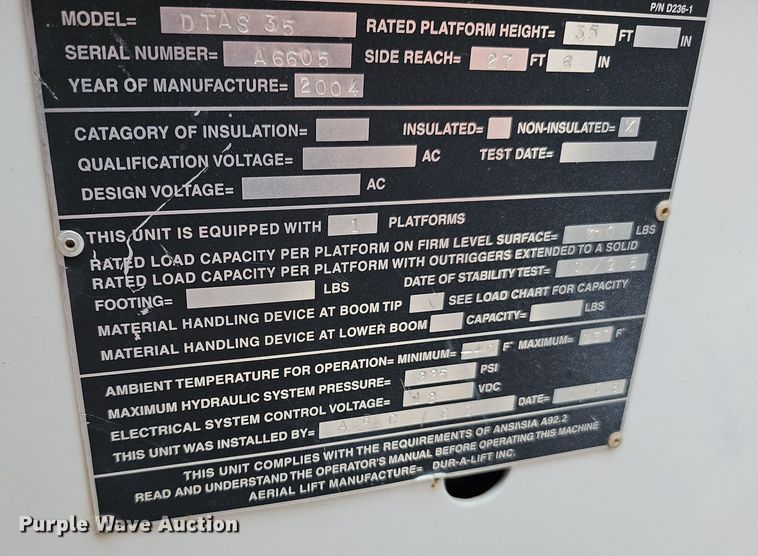 P/N D236-1
MODEL= DTAS 35 RATED PLATFORM HEIGHT= 35 FT IN
SERIAL NUMBER= A6605 SIDE REACH= 27 FT 6 IN
YEAR OF MANUFACTURE= 2004
CATAGORY OF INSULATION= INSULATED= NON-INSULATED= X
QUALIFICATION VOLTAGE= AC TEST DATE=
DESIGN VOLTAGE= AC
THIS UNIT IS EQUIPPED WITH 1 PLATFORMS
RATED LOAD CAPACITY PER PLATFORM ON FIRM LEVEL SURFACE= LBS
RATED LOAD CAPACITY PER PLATFORM WITH OUTRIGGERS EXTENDED TO A SOLID
FOOTING= LBS DATE OF STABILITY TEST=
MATERIAL HANDLING DEVICE AT BOOM TIP SEE LOAD CHART FOR CAPACITY
MATERIAL HANDLING DEVICE AT LOWER BOOM CAPACITY= LBS
AMBIENT TEMPERATURE FOR OPERATION= MINIMUM= F° MAXIMUM= F°
MAXIMUM HYDRAULIC SYSTEM PRESSURE= PSI
ELECTRICAL SYSTEM CONTROL VOLTAGE= VDC
THIS UNIT WAS INSTALLED BY= DATE=
THIS UNIT COMPLIES WITH THE REQUIREMENTS OF ANSI/SIA A92.2
READ AND UNDERSTAND THE OPERATOR'S MANUAL BEFORE OPERATING THIS MACHINE
AERIAL LIFT MANUFACTURE= DUR-A-LIFT INC.
Purple Wave Auction